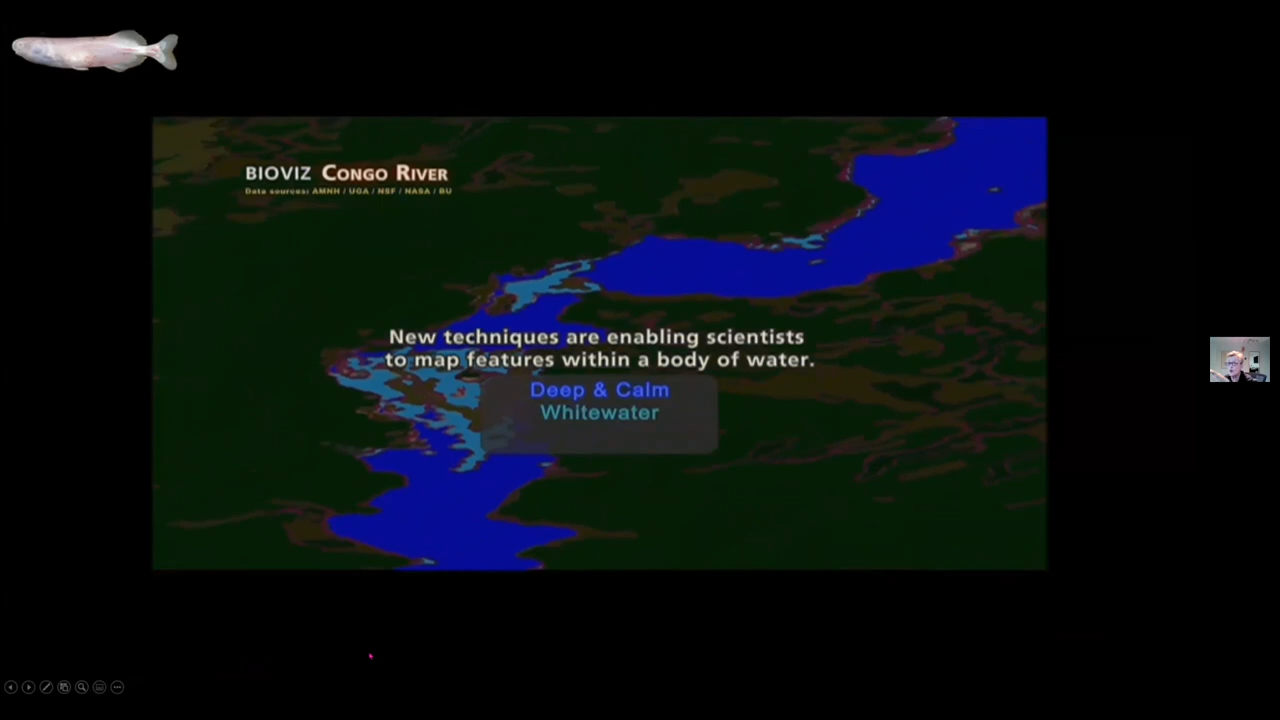 BIOVIZ CONGO RIVER
Data sources: AMNH / UGA / NSF / NASA / BU
New techniques are enabling scientists
to map features within a body of water.
Deep & Calm
Whitewater